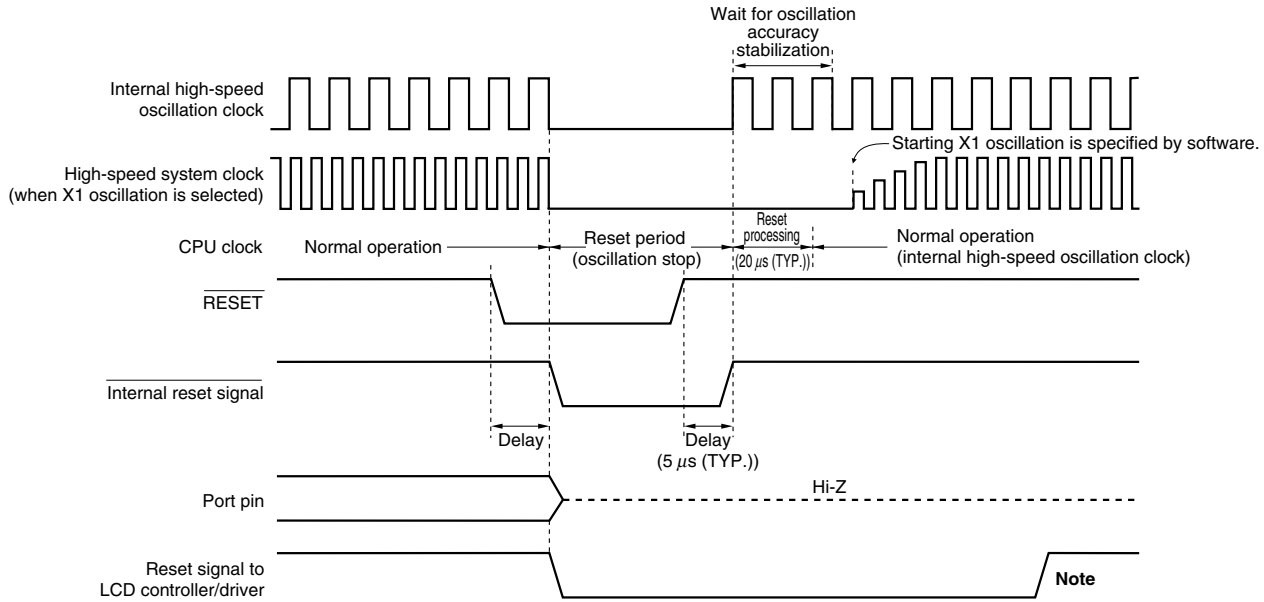 Wait for oscillation
accuracy
stabilization
Internal high-speed
oscillation clock
Starting X1 oscillation is specified by software.
High-speed system clock
(when X1 oscillation is selected)
CPU clock
Normal operation
Reset period
(oscillation stop)
Reset
processing
(20 μs (TYP.))
Normal operation
(internal high-speed oscillation clock)
RESET
Internal reset signal
Delay
Delay
(5 μs (TYP.))
Port pin
Hi-Z
Reset signal to
LCD controller/driver
Note